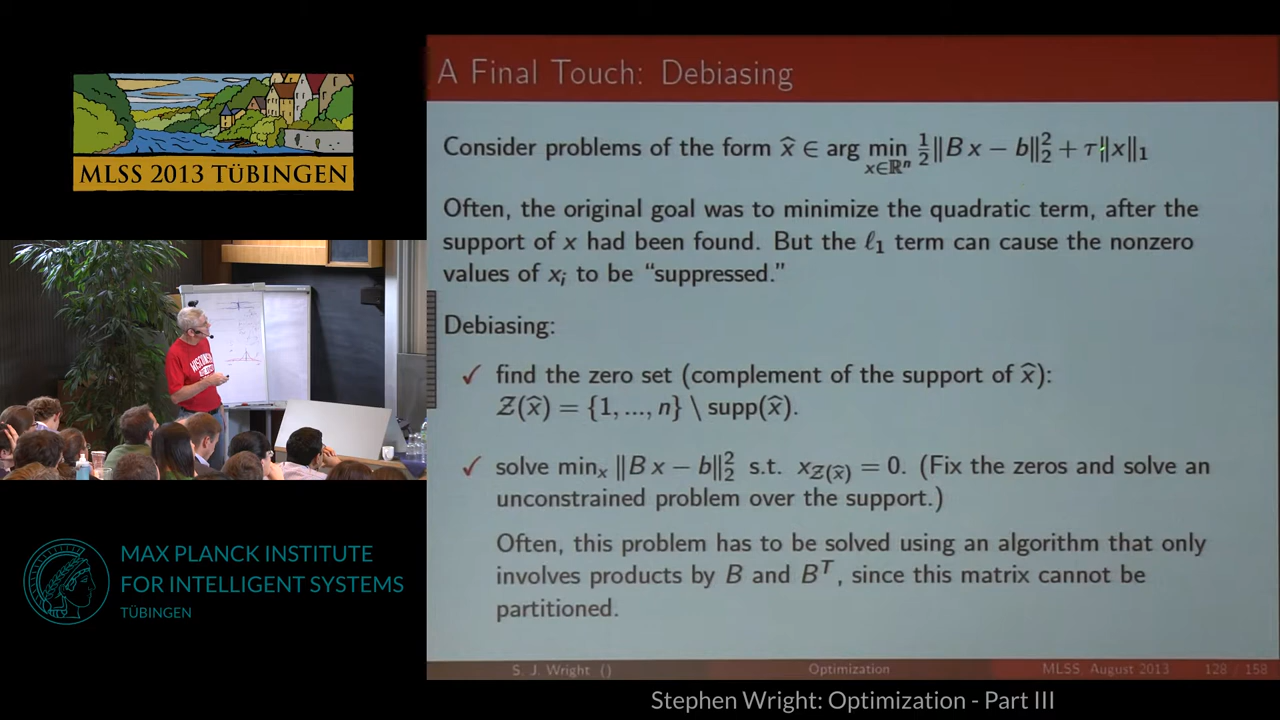 MLSS 2013 TÜBINGEN
MAX PLANCK INSTITUTE
FOR INTELLIGENT SYSTEMS
TÜBINGEN
A Final Touch: Debiasing
Consider problems of the form x̂ ∈ arg min_{x∈ℝⁿ} ½‖B x − b‖₂² + τ‖x‖₁
Often, the original goal was to minimize the quadratic term, after the
support of x had been found. But the ℓ₁ term can cause the nonzero
values of xᵢ to be “suppressed.”
Debiasing:
✓ find the zero set (complement of the support of x̂):
𝒵(x̂) = {1, ..., n} \ supp(x̂).
✓ solve minₓ ‖B x − b‖₂² s.t. x_{𝒵(x̂)} = 0. (Fix the zeros and solve an
unconstrained problem over the support.)
Often, this problem has to be solved using an algorithm that only
involves products by B and Bᵀ, since this matrix cannot be
partitioned.
S. J. Wright () Optimization MLSS, August 2013 128 / 158
Stephen Wright: Optimization - Part III